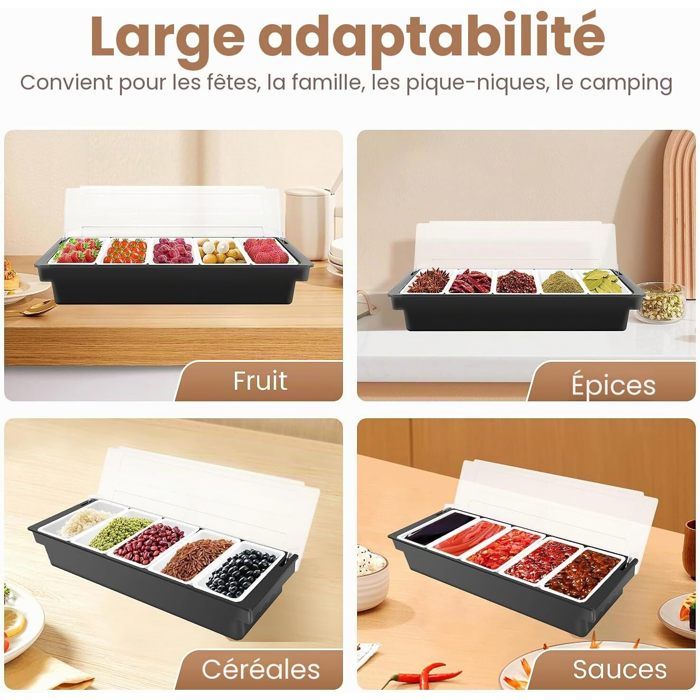 Large adaptabilité
Convient pour les fêtes, la famille, les pique-niques, le camping
Fruit
Épices
Céréales
Sauces